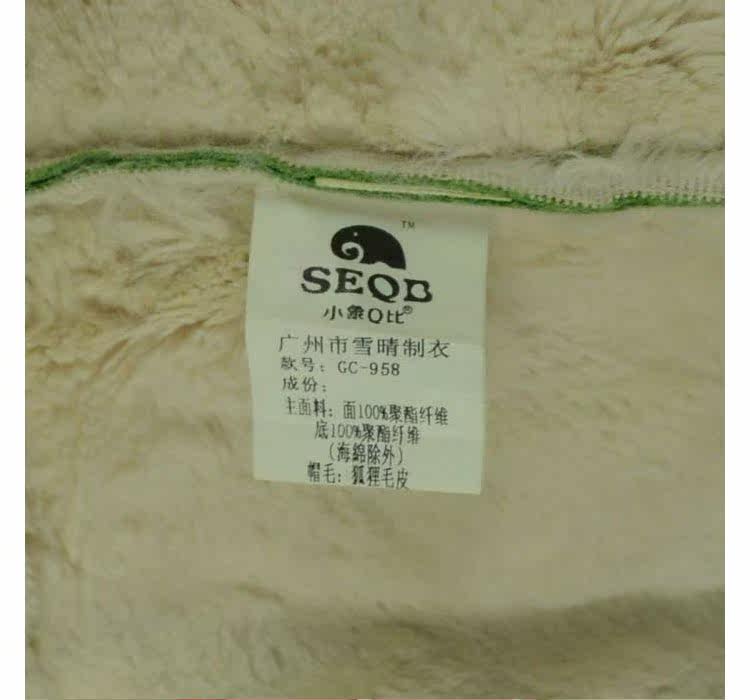 TM
SEQB
小象Q比®
广州市雪晴制衣
款号: GC-958
成份:
主面料: 面100%聚酯纤维
底100%聚酯纤维
(海綿除外)
帽毛: 狐狸毛皮